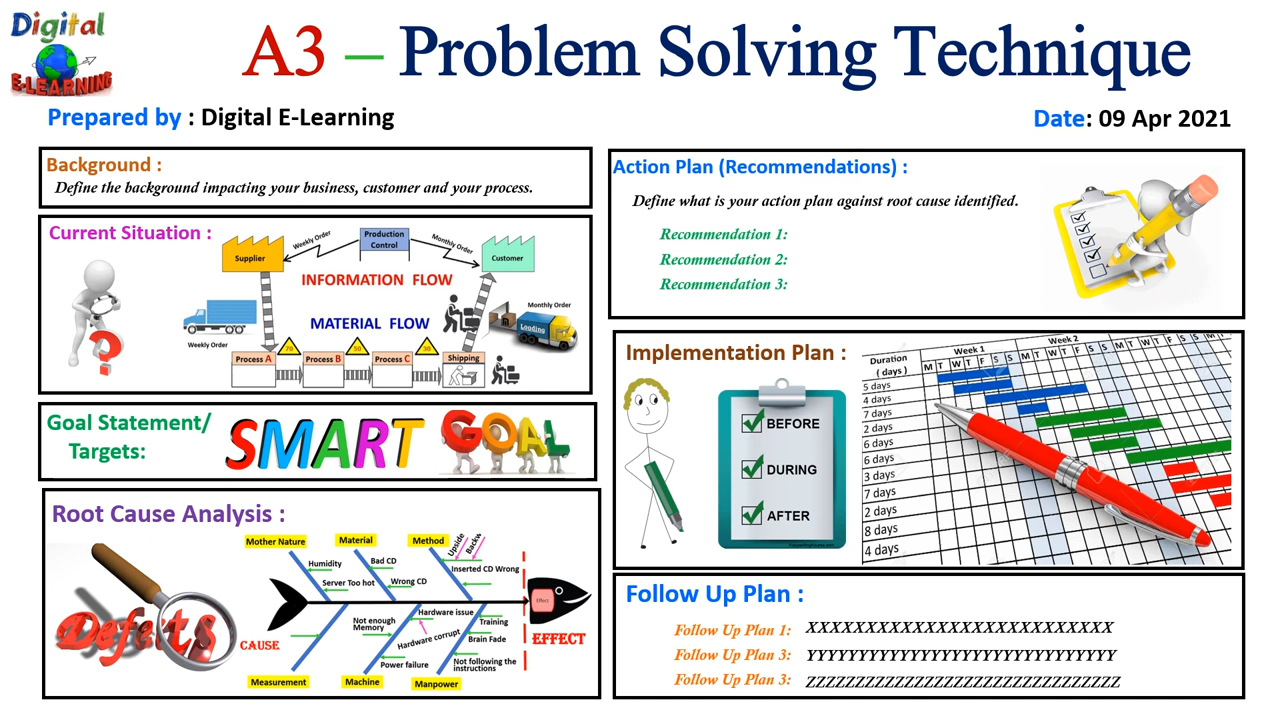 Digital
E-LEARNING
A3 – Problem Solving Technique
Prepared by : Digital E-Learning
Date: 09 Apr 2021
Background :
Define the background impacting your business, customer and your process.
Current Situation :
Weekly Order
Production
Control
Monthly Order
Supplier
Customer
INFORMATION FLOW
MATERIAL FLOW
Monthly Order
Loading
Weekly Order
Process A
70
Process B
50
Process C
30
Shipping
Goal Statement/
Targets:
SMART GOAL
Root Cause Analysis :
Defects
Mother Nature
Material
Method
Upside
Backw
Humidity
Bad CD
Inserted CD Wrong
Server Too hot
Wrong CD
Effect
Hardware issue
Not enough
Memory
Training
Hardware corrupt
Brain Fade
CAUSE
EFFECT
Power failure
Not following the
instructions
Measurement
Machine
Manpower
Action Plan (Recommendations) :
Define what is your action plan against root cause identified.
Recommendation 1:
Recommendation 2:
Recommendation 3:
Implementation Plan :
BEFORE
DURING
AFTER
Duration
( days )
Week 1
Week 2
M T W T F S S M T W T F S S M T W T F S S M
5 days
4 days
7 days
2 days
6 days
6 days
3 days
7 days
2 days
8 days
4 days
Follow Up Plan :
Follow Up Plan 1: XXXXXXXXXXXXXXXXXXXXXXXXXX
Follow Up Plan 3: YYYYYYYYYYYYYYYYYYYYYYYYYYYY
Follow Up Plan 3: ZZZZZZZZZZZZZZZZZZZZZZZZZZZZZZZ